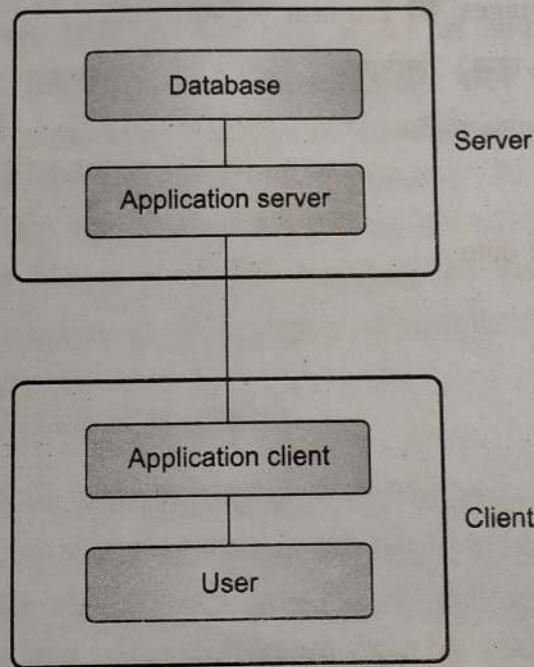 Database
Server
Application server
Application client
Client
User